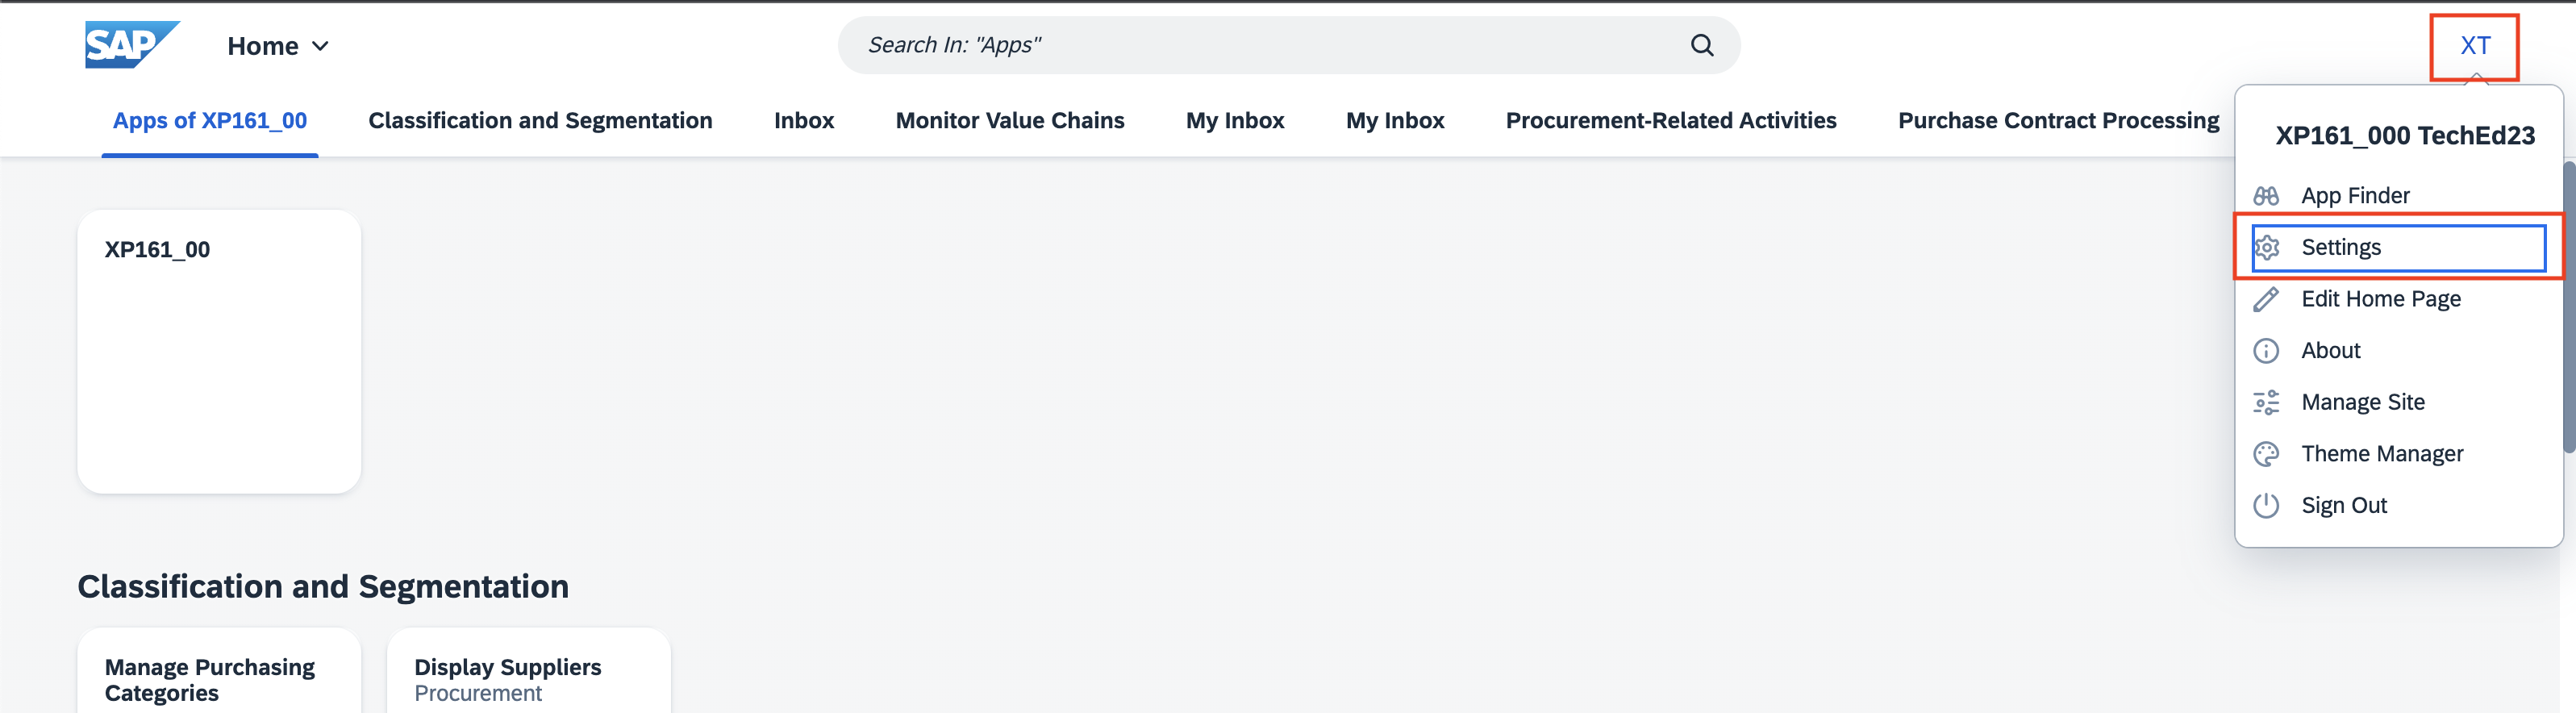 SAP
Home
Search In: "Apps"
XT
Apps of XP161_00
Classification and Segmentation
Inbox
Monitor Value Chains
My Inbox
My Inbox
Procurement-Related Activities
Purchase Contract Processing
XP161_000 TechEd23
App Finder
Settings
Edit Home Page
About
Manage Site
Theme Manager
Sign Out
XP161_00
Classification and Segmentation
Manage Purchasing
Categories
Display Suppliers
Procurement